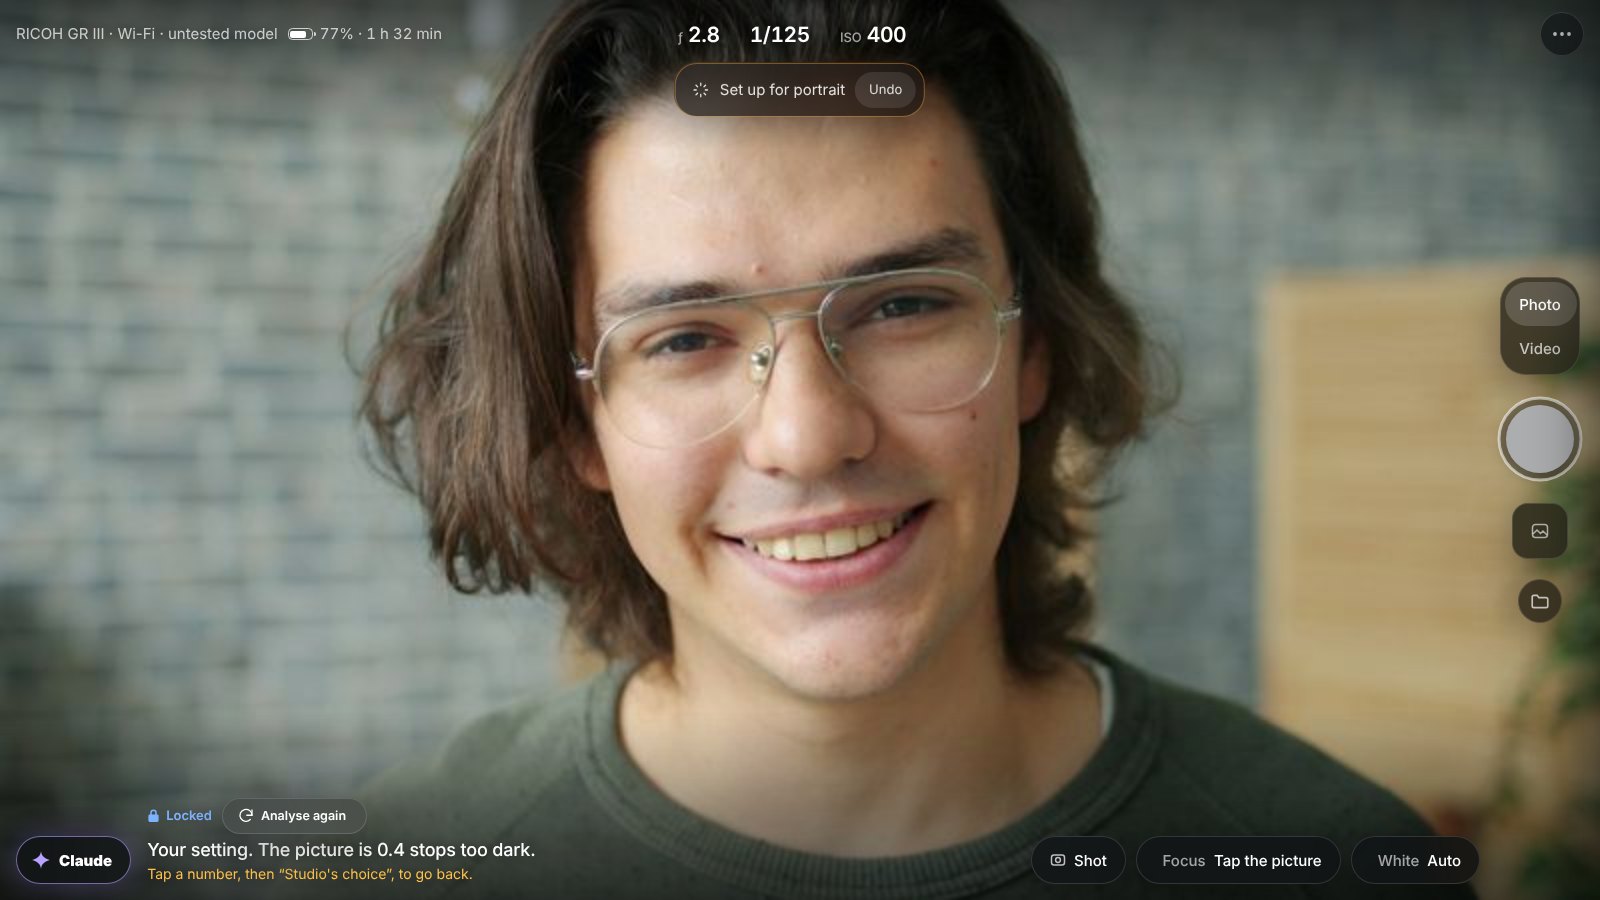 RICOH GR III · Wi-Fi · untested model 77% · 1 h 32 min
ƒ 2.8 1/125 ISO 400
Set up for portrait Undo
Photo
Video
Locked Analyse again
Claude
Your setting. The picture is 0.4 stops too dark.
Tap a number, then “Studio's choice”, to go back.
Shot
Focus Tap the picture
White Auto